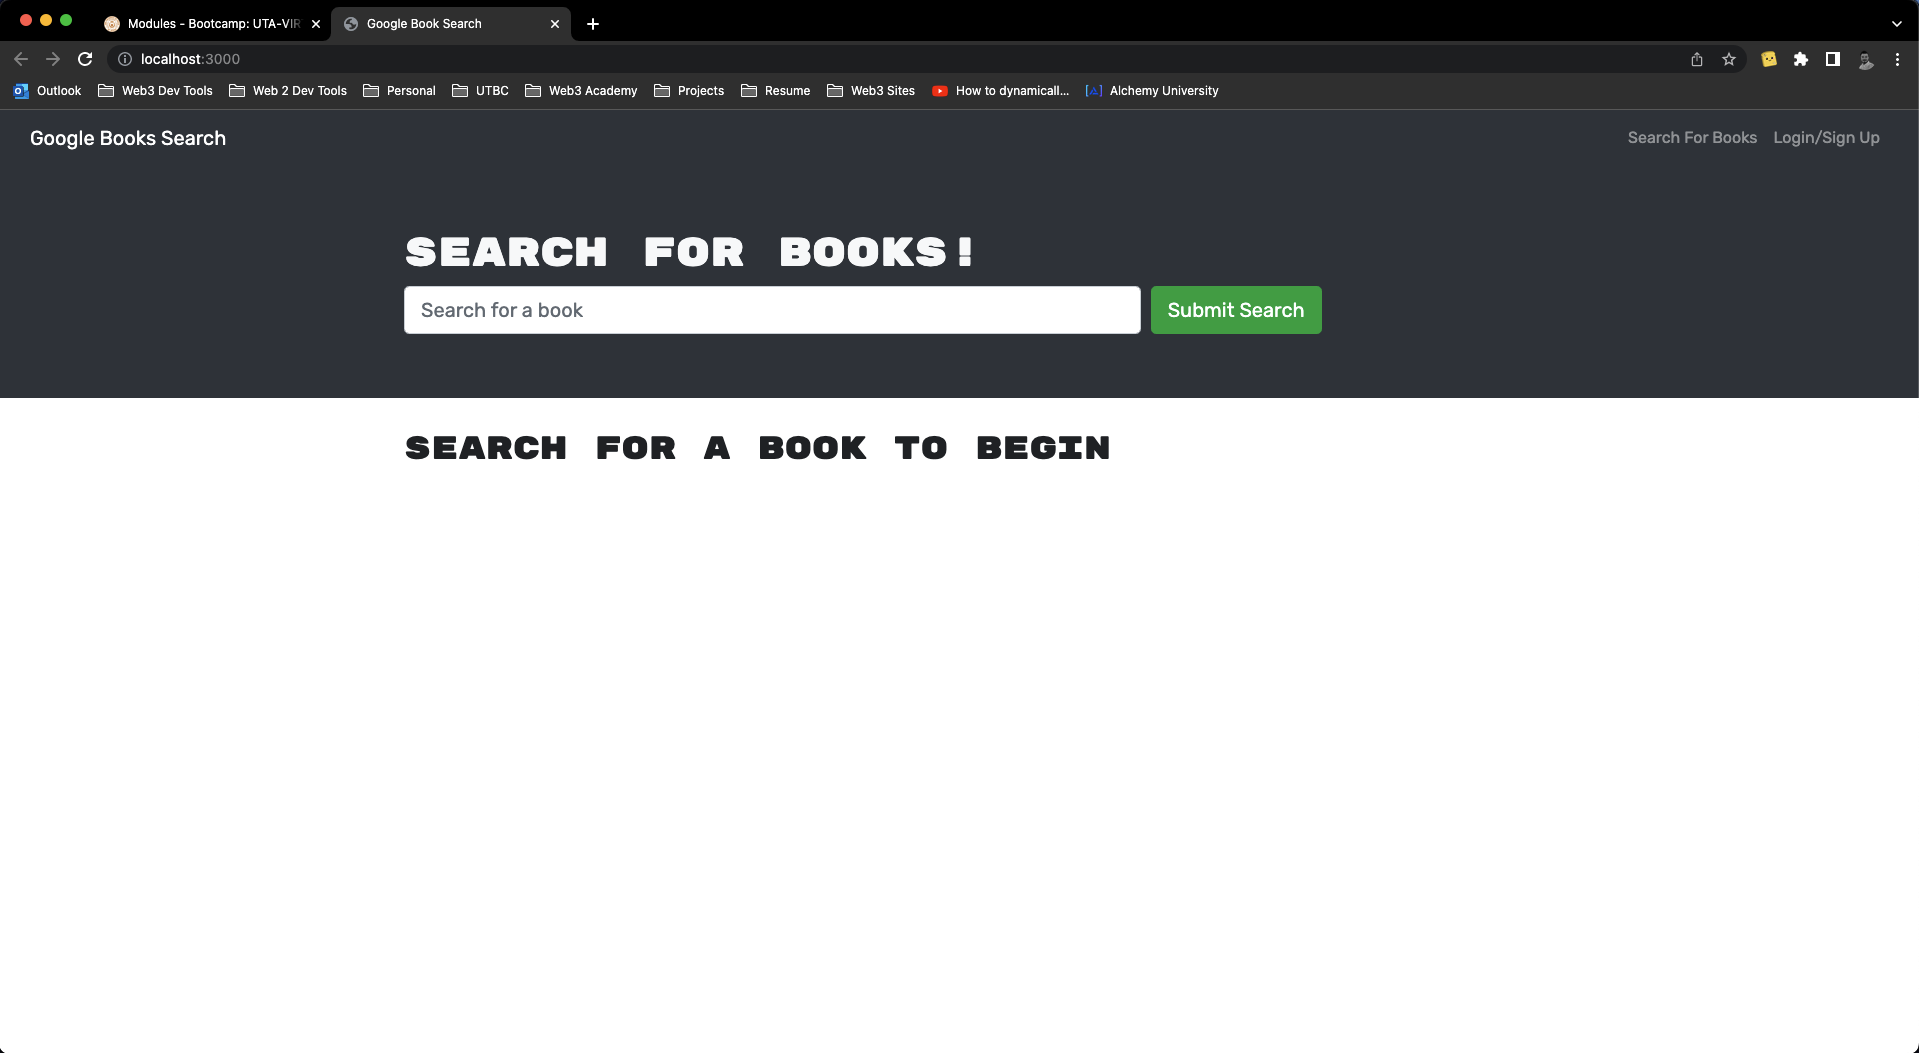 Modules - Bootcamp: UTA-VIR
Google Book Search
localhost:3000
Outlook
Web3 Dev Tools
Web 2 Dev Tools
Personal
UTBC
Web3 Academy
Projects
Resume
Web3 Sites
How to dynamicall...
Alchemy University
Google Books Search
Search For Books
Login/Sign Up
SEARCH FOR BOOKS!
Search for a book
Submit Search
SEARCH FOR A BOOK TO BEGIN